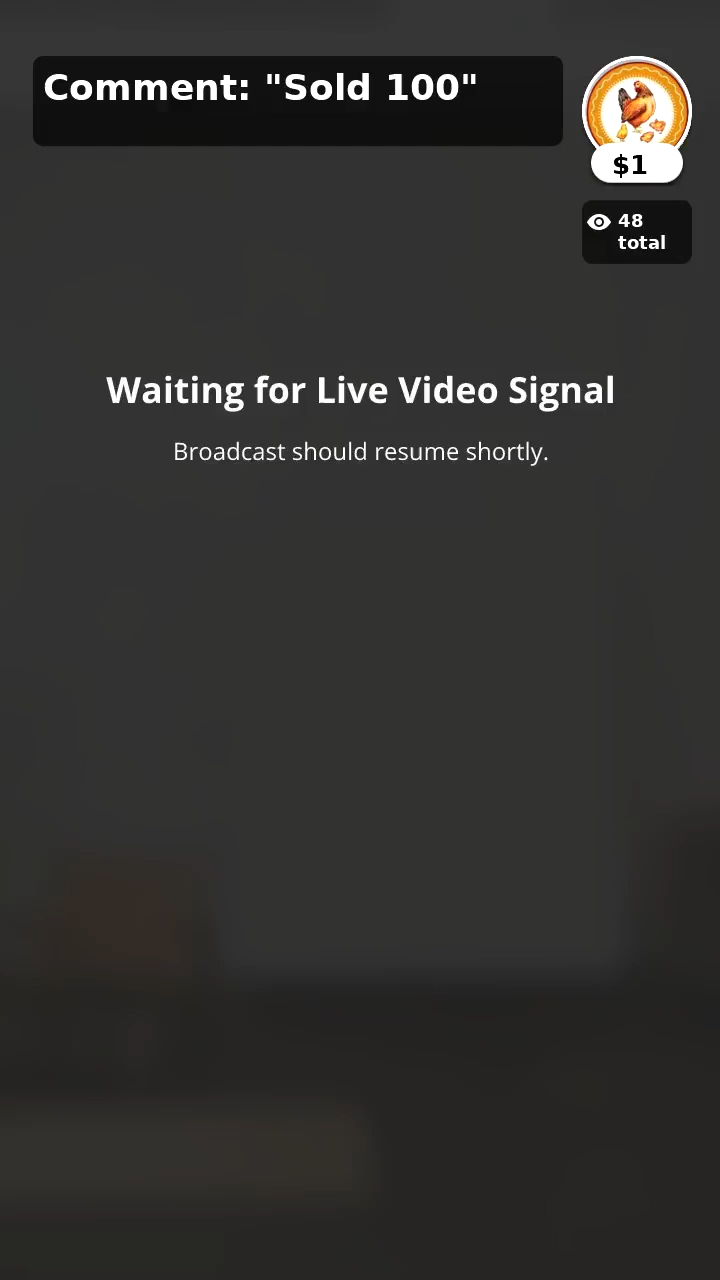 Comment: "Sold 100"
$1
48
total
Waiting for Live Video Signal
Broadcast should resume shortly.